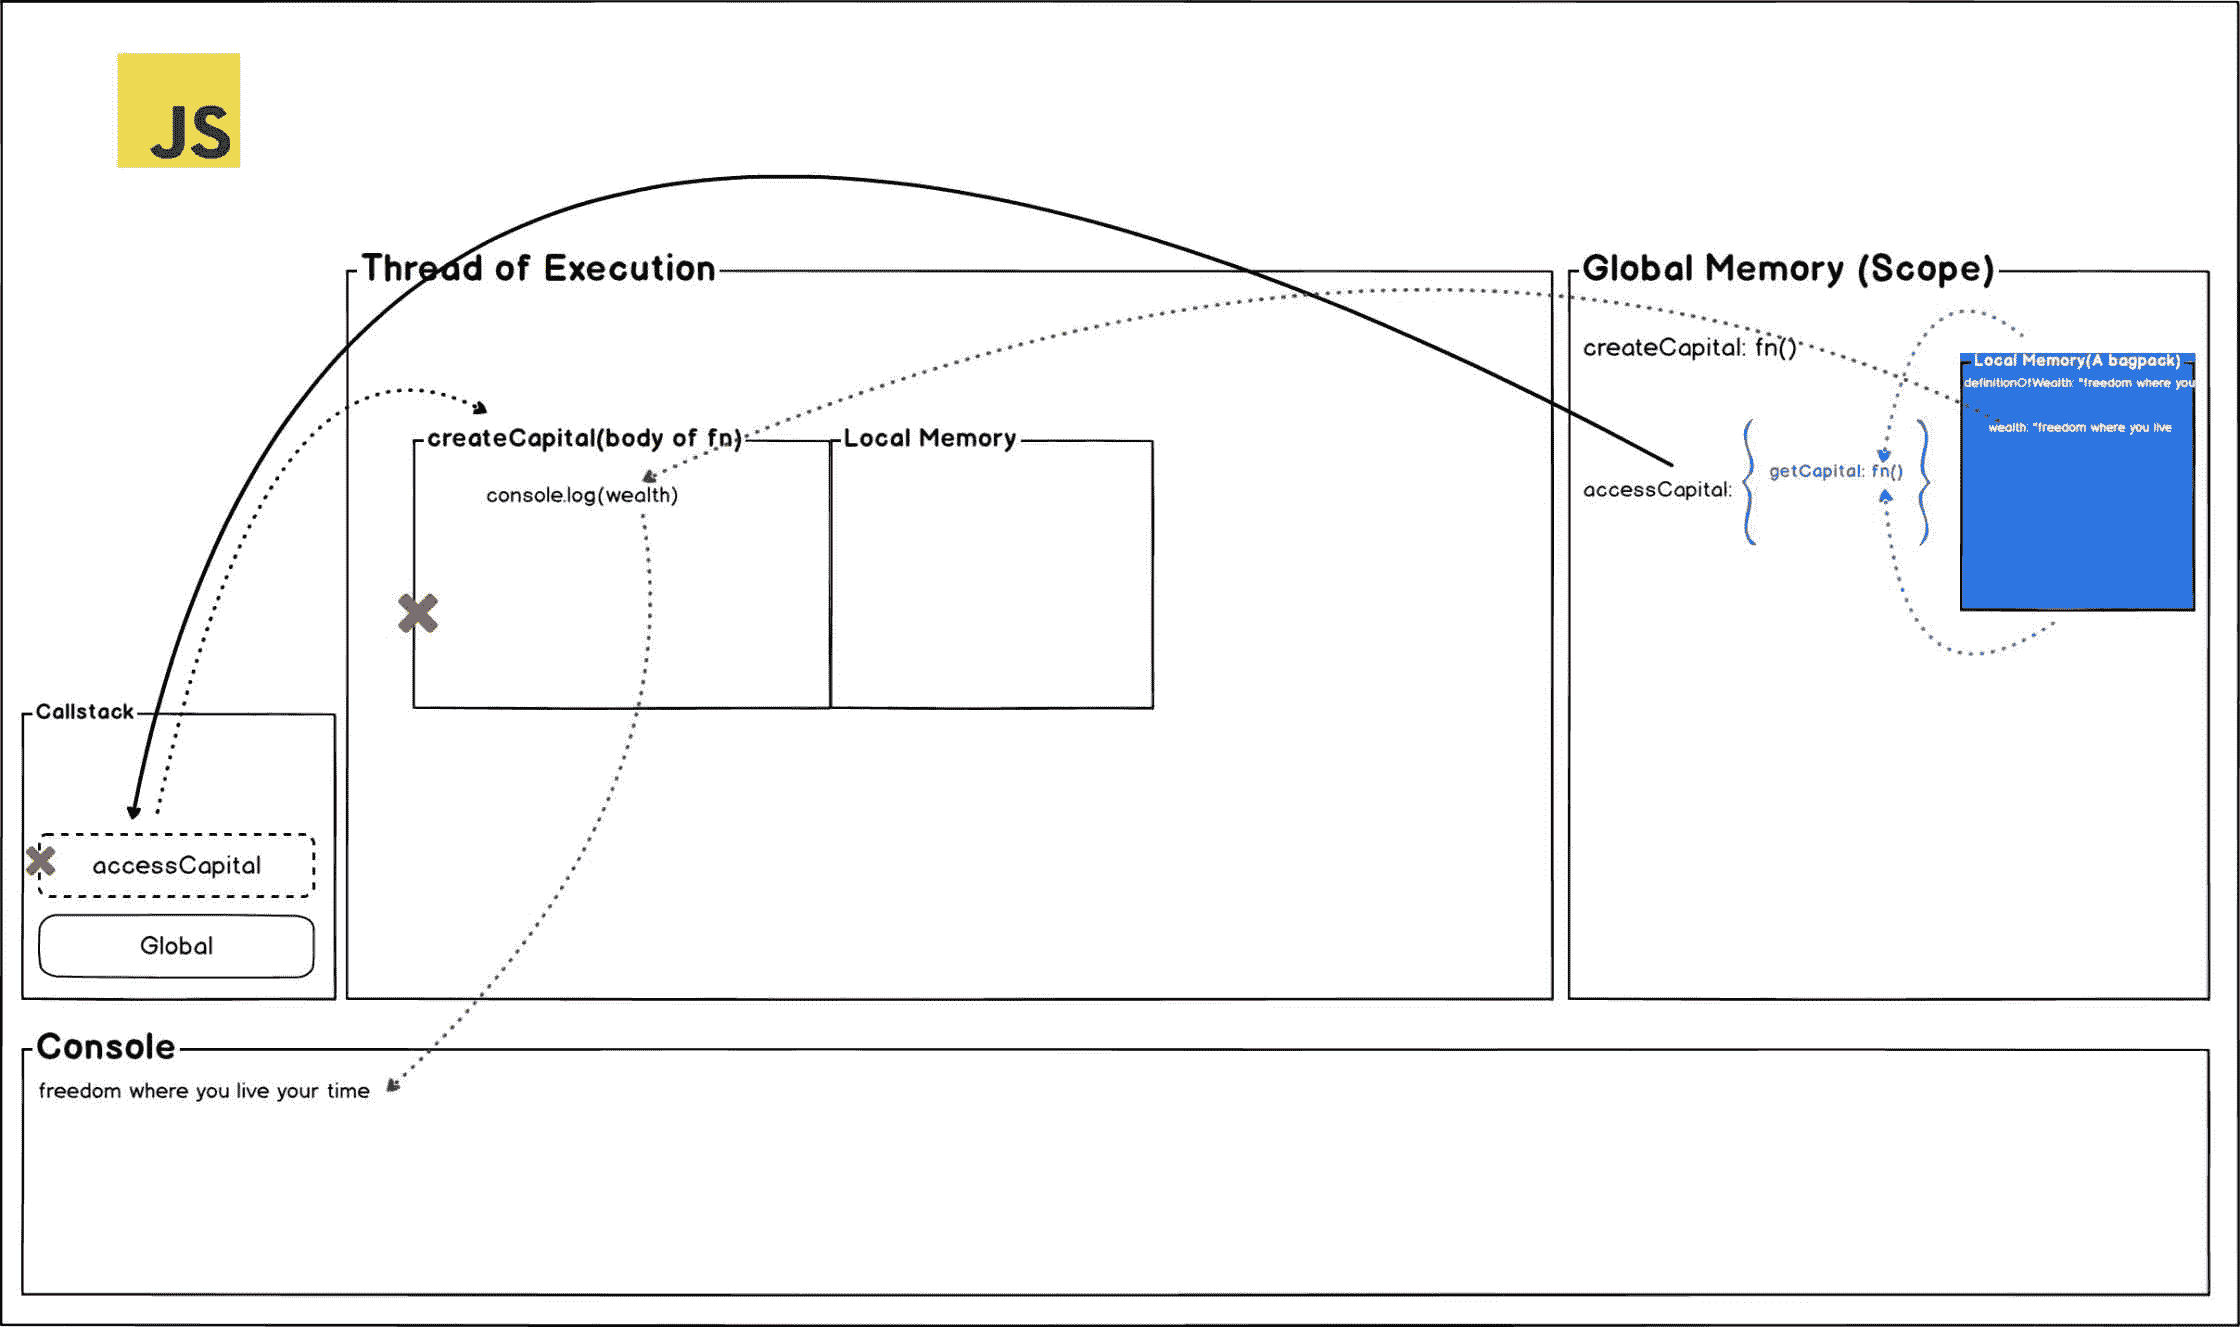 JS
Thread of Execution
Global Memory (Scope)
createCapital: fn()
Local Memory(A bagpack)
definitionOfWealth: "freedom where you
wealth: "freedom where you live
createCapital(body of fn)
Local Memory
getCapital: fn()
accessCapital:
console.log(wealth)
Callstack
accessCapital
Global
Console
freedom where you live your time